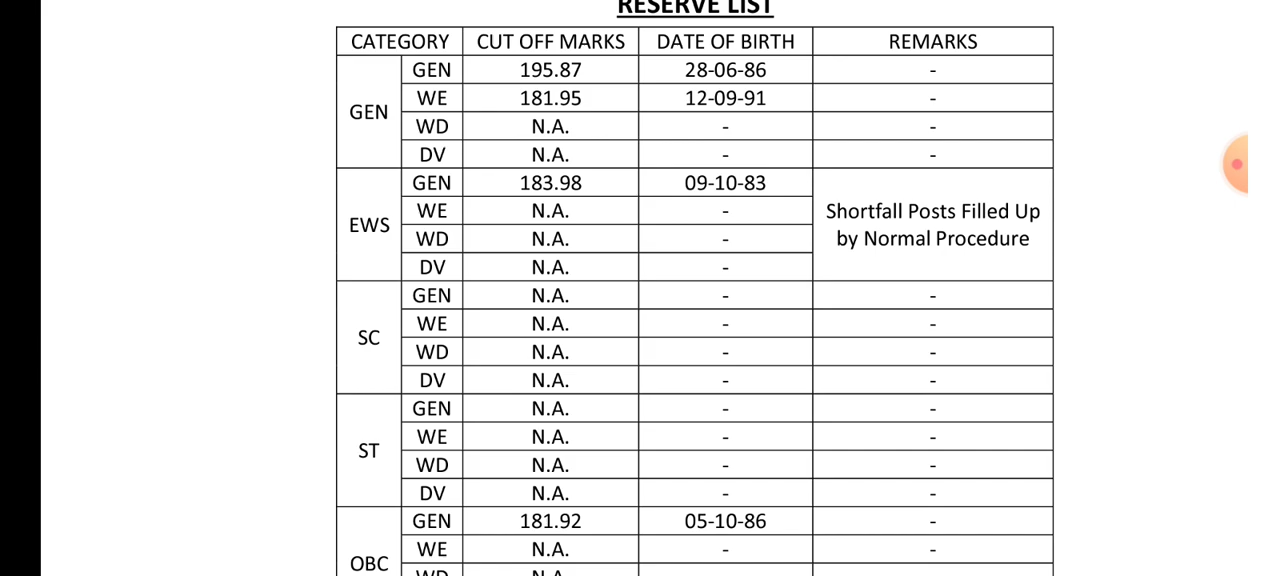 RESERVE LIST
CATEGORY CUT OFF MARKS DATE OF BIRTH REMARKS
GEN 195.87 28-06-86 -
WE 181.95 12-09-91 -
GEN
WD N.A. - -
DV N.A. - -
GEN 183.98 09-10-83
WE N.A. - Shortfall Posts Filled Up
EWS
WD N.A. - by Normal Procedure
DV N.A. -
GEN N.A. - -
WE N.A. - -
SC
WD N.A. - -
DV N.A. - -
GEN N.A. - -
WE N.A. - -
ST
WD N.A. - -
DV N.A. - -
GEN 181.92 05-10-86 -
WE N.A. - -
OBC
WD N.A.